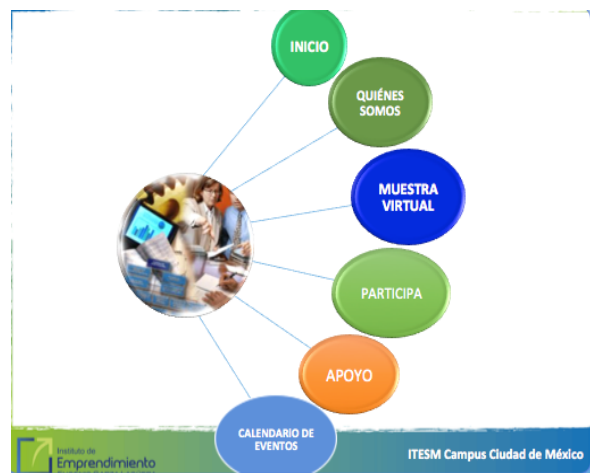 INICIO
QUIÉNES
SOMOS
MUESTRA
VIRTUAL
PARTICIPA
APOYO
CALENDARIO DE
EVENTOS
Instituto de
Emprendimiento
ITESM Campus Ciudad de México